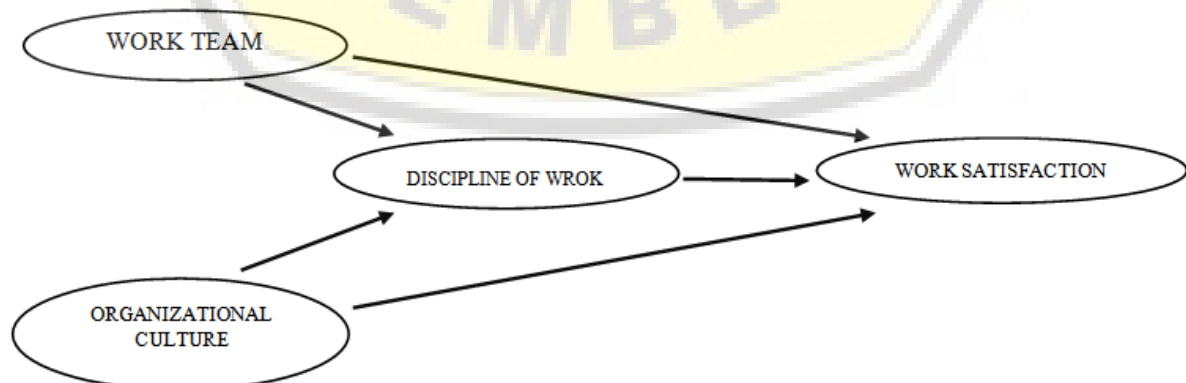 WORK TEAM
DISCIPLINE OF WROK
WORK SATISFACTION
ORGANIZATIONAL
CULTURE